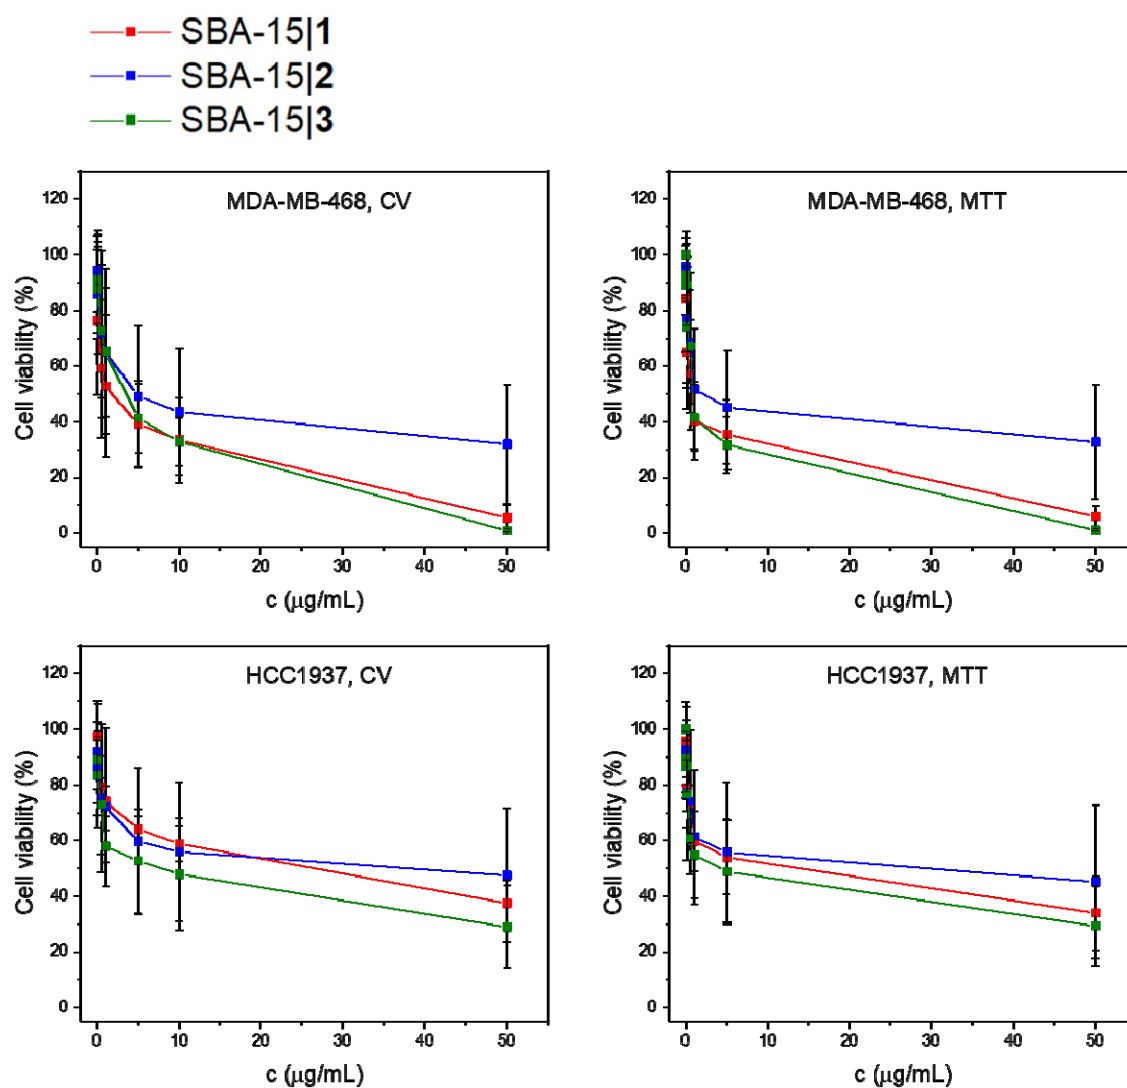 SBA-15|1
SBA-15|2
SBA-15|3
MDA-MB-468, CV
120
100
80
60
40
20
0
Cell viability (%)
0 10 20 30 40 50
c (μg/mL)
MDA-MB-468, MTT
120
100
80
60
40
20
0
Cell viability (%)
0 10 20 30 40 50
c (μg/mL)
HCC1937, CV
120
100
80
60
40
20
0
Cell viability (%)
0 10 20 30 40 50
c (μg/mL)
HCC1937, MTT
120
100
80
60
40
20
0
Cell viability (%)
0 10 20 30 40 50
c (μg/mL)